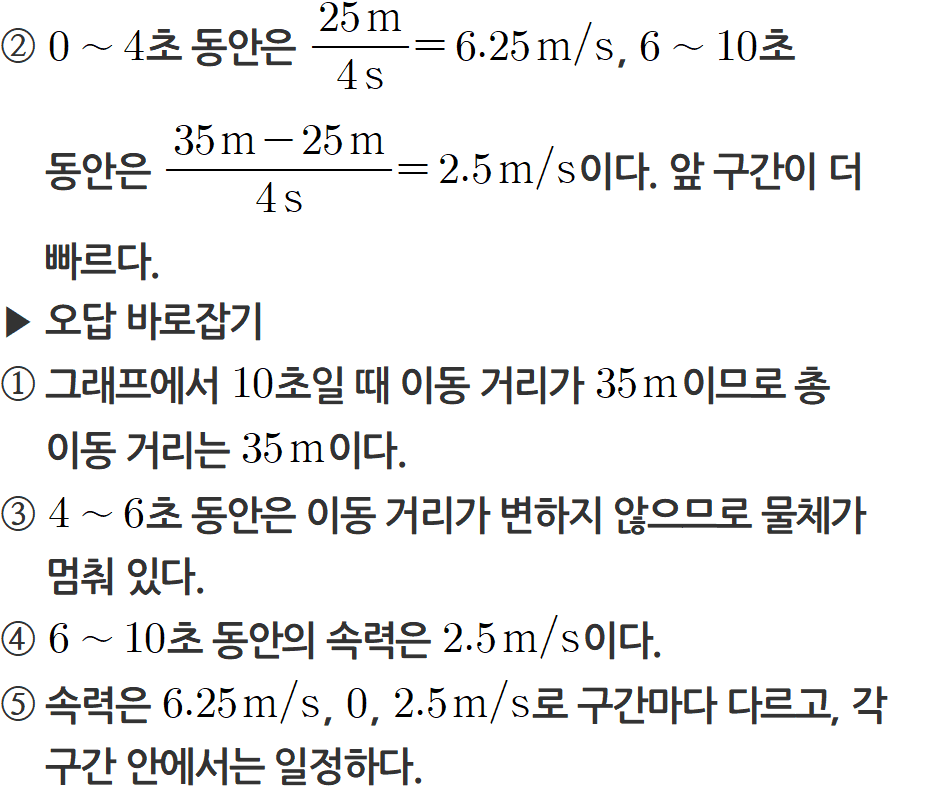 ② 0 ~ 4초 동안은 25 m / 4 s = 6.25 m/s, 6 ~ 10초
동안은 35 m − 25 m / 4 s = 2.5 m/s이다. 앞 구간이 더
빠르다.
▶ 오답 바로잡기
① 그래프에서 10초일 때 이동 거리가 35 m이므로 총
이동 거리는 35 m이다.
③ 4 ~ 6초 동안은 이동 거리가 변하지 않으므로 물체가
멈춰 있다.
④ 6 ~ 10초 동안의 속력은 2.5 m/s이다.
⑤ 속력은 6.25 m/s, 0, 2.5 m/s로 구간마다 다르고, 각
구간 안에서는 일정하다.